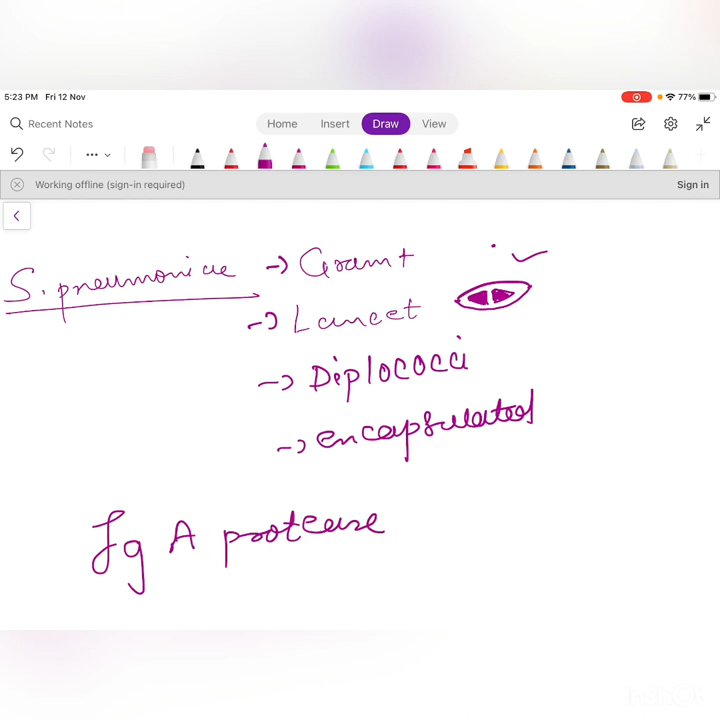 5:23 PM Fri 12 Nov
77%
Recent Notes Home Insert Draw View
Working offline (sign-in required) Sign in
S. pneumoniae → Gram +
→ Lancet
→ Diplococci
→ encapsulated
Ig A protease